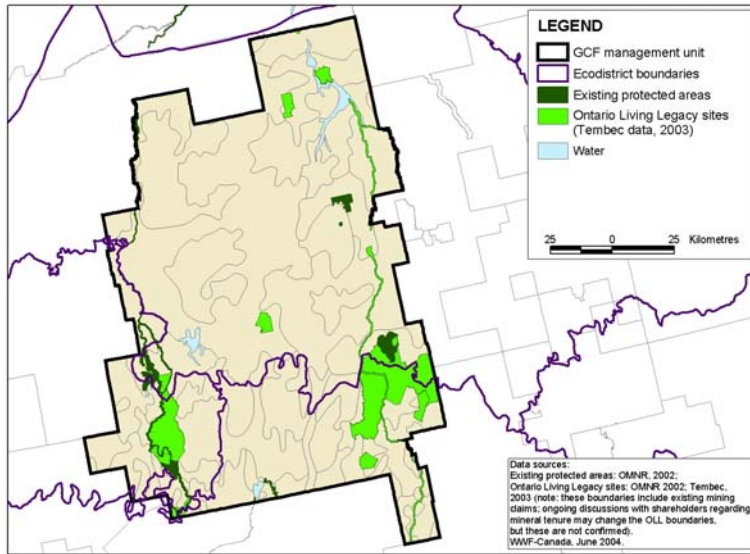 LEGEND
GCF management unit
Ecodistrict boundaries
Existing protected areas
Ontario Living Legacy sites
(Tembec data, 2003)
Water
25 0 25 Kilometres
Data sources:
Existing protected areas: OMNR, 2002;
Ontario Living Legacy sites: OMNR 2002; Tembec,
2003 (note: these boundaries include existing mining
claims; ongoing discussions with shareholders regarding
mineral tenure may change the OLL boundaries,
but these are not confirmed).
WWF-Canada, June 2004.